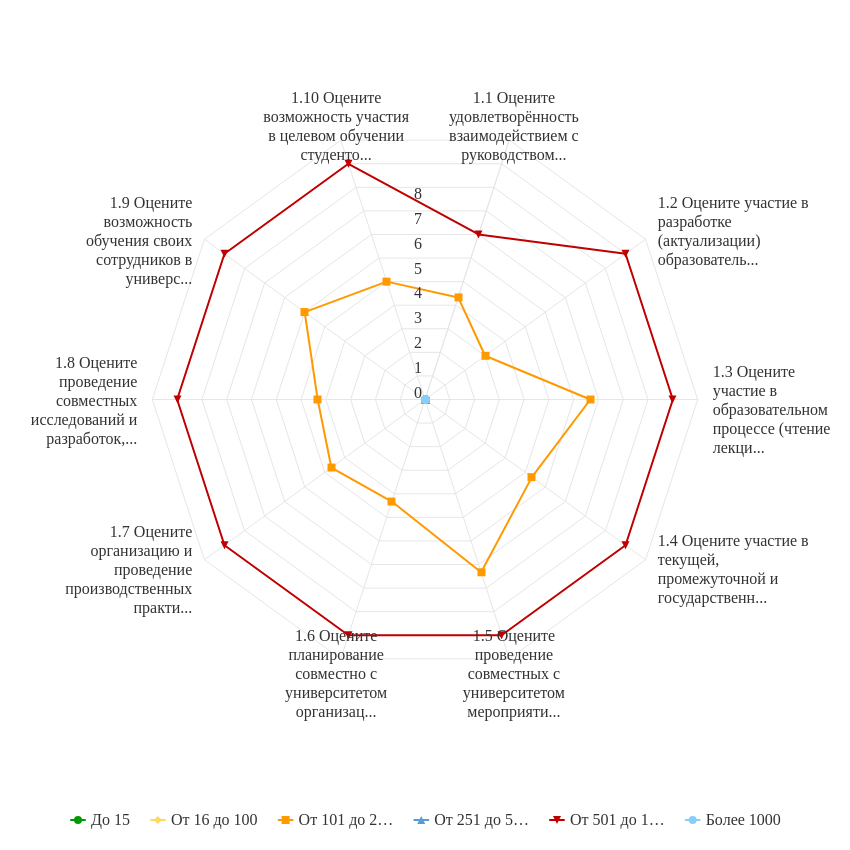 1.10 Оцените
возможность участия
в целевом обучении
студенто...
1.1 Оцените
удовлетворённость
взаимодействием с
руководством...
1.9 Оцените
возможность
обучения своих
сотрудников в
универс...
1.2 Оцените участие в
разработке
(актуализации)
образователь...
8
7
6
5
4
3
2
1
0
1.8 Оцените
проведение
совместных
исследований и
разработок,...
1.3 Оцените
участие в
образовательном
процессе (чтение
лекци...
1.7 Оцените
организацию и
проведение
производственных
практи...
1.4 Оцените участие в
текущей,
промежуточной и
государственн...
1.6 Оцените
планирование
совместно с
университетом
организац...
1.5 Оцените
проведение
совместных с
университетом
мероприяти...
До 15
От 16 до 100
От 101 до 2…
От 251 до 5…
От 501 до 1…
Более 1000